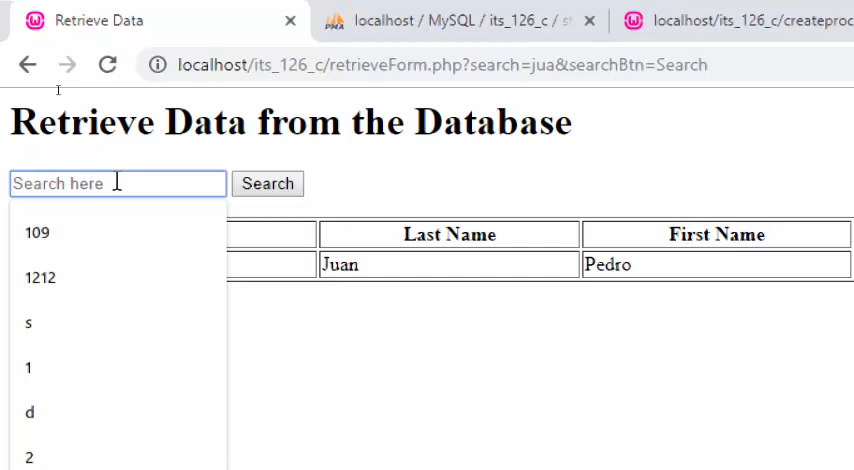 Retrieve Data
localhost / MySQL / its_126_c / st
localhost/its_126_c/createproc
localhost/its_126_c/retrieveForm.php?search=jua&searchBtn=Search
Retrieve Data from the Database
Search here Search
Last Name First Name
Juan Pedro
109
1212
s
1
d
2